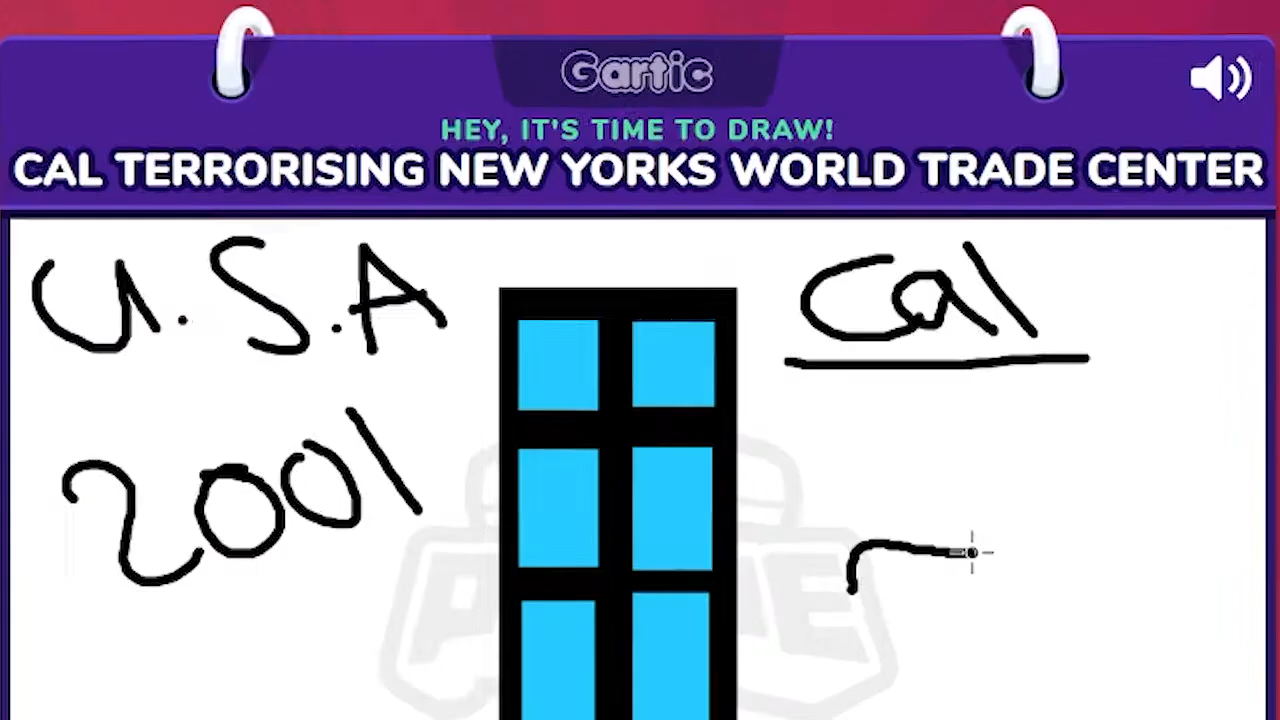 Gartic
HEY, IT'S TIME TO DRAW!
CAL TERRORISING NEW YORKS WORLD TRADE CENTER
U.S.A
Cal
2001